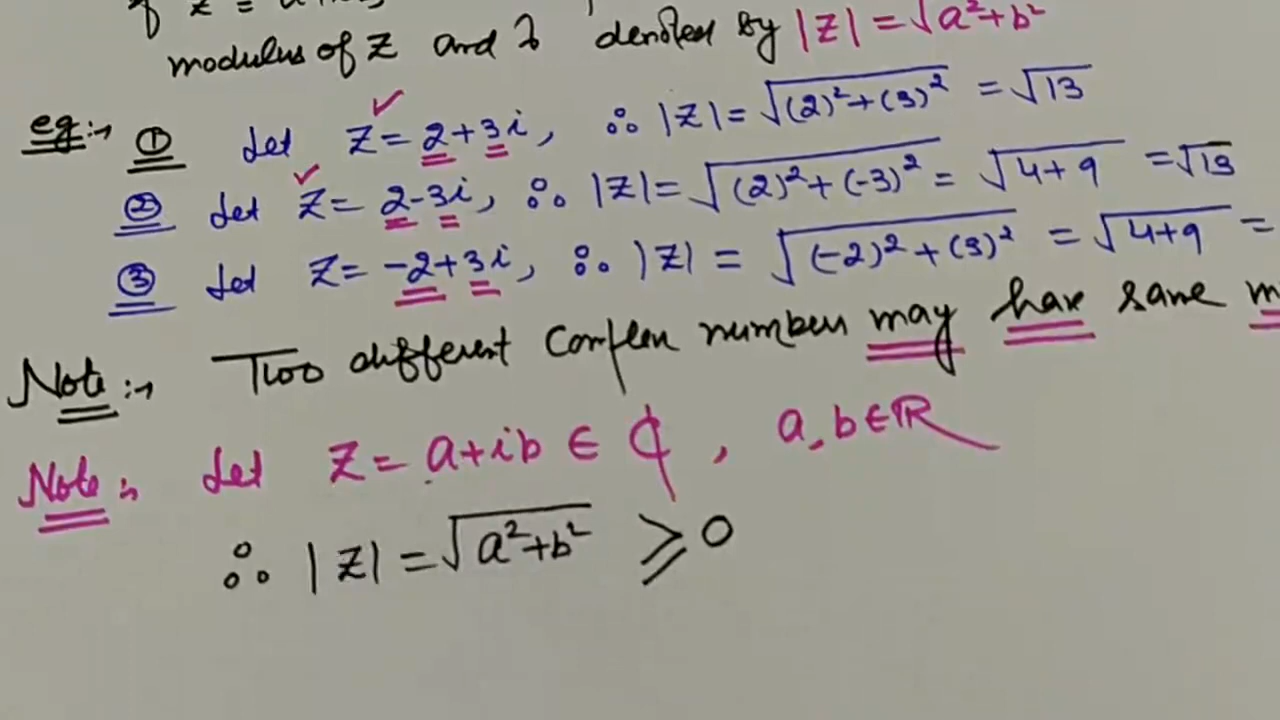 of z =
modulus of z and is denoted by |z| = √a²+b²
eg:- ① Let z = 2+3i, ∴ |z| = √(2)²+(3)² = √13
② Let z = 2-3i, ∴ |z| = √(2)²+(-3)² = √4+9 = √13
③ Let z = -2+3i, ∴ |z| = √(-2)²+(3)² = √4+9 =
Note:- Two different complex numbers may have same
Note:- Let z = a+ib ∈ ℂ, a,b∈ℝ
∴ |z| = √a²+b² ≥ 0